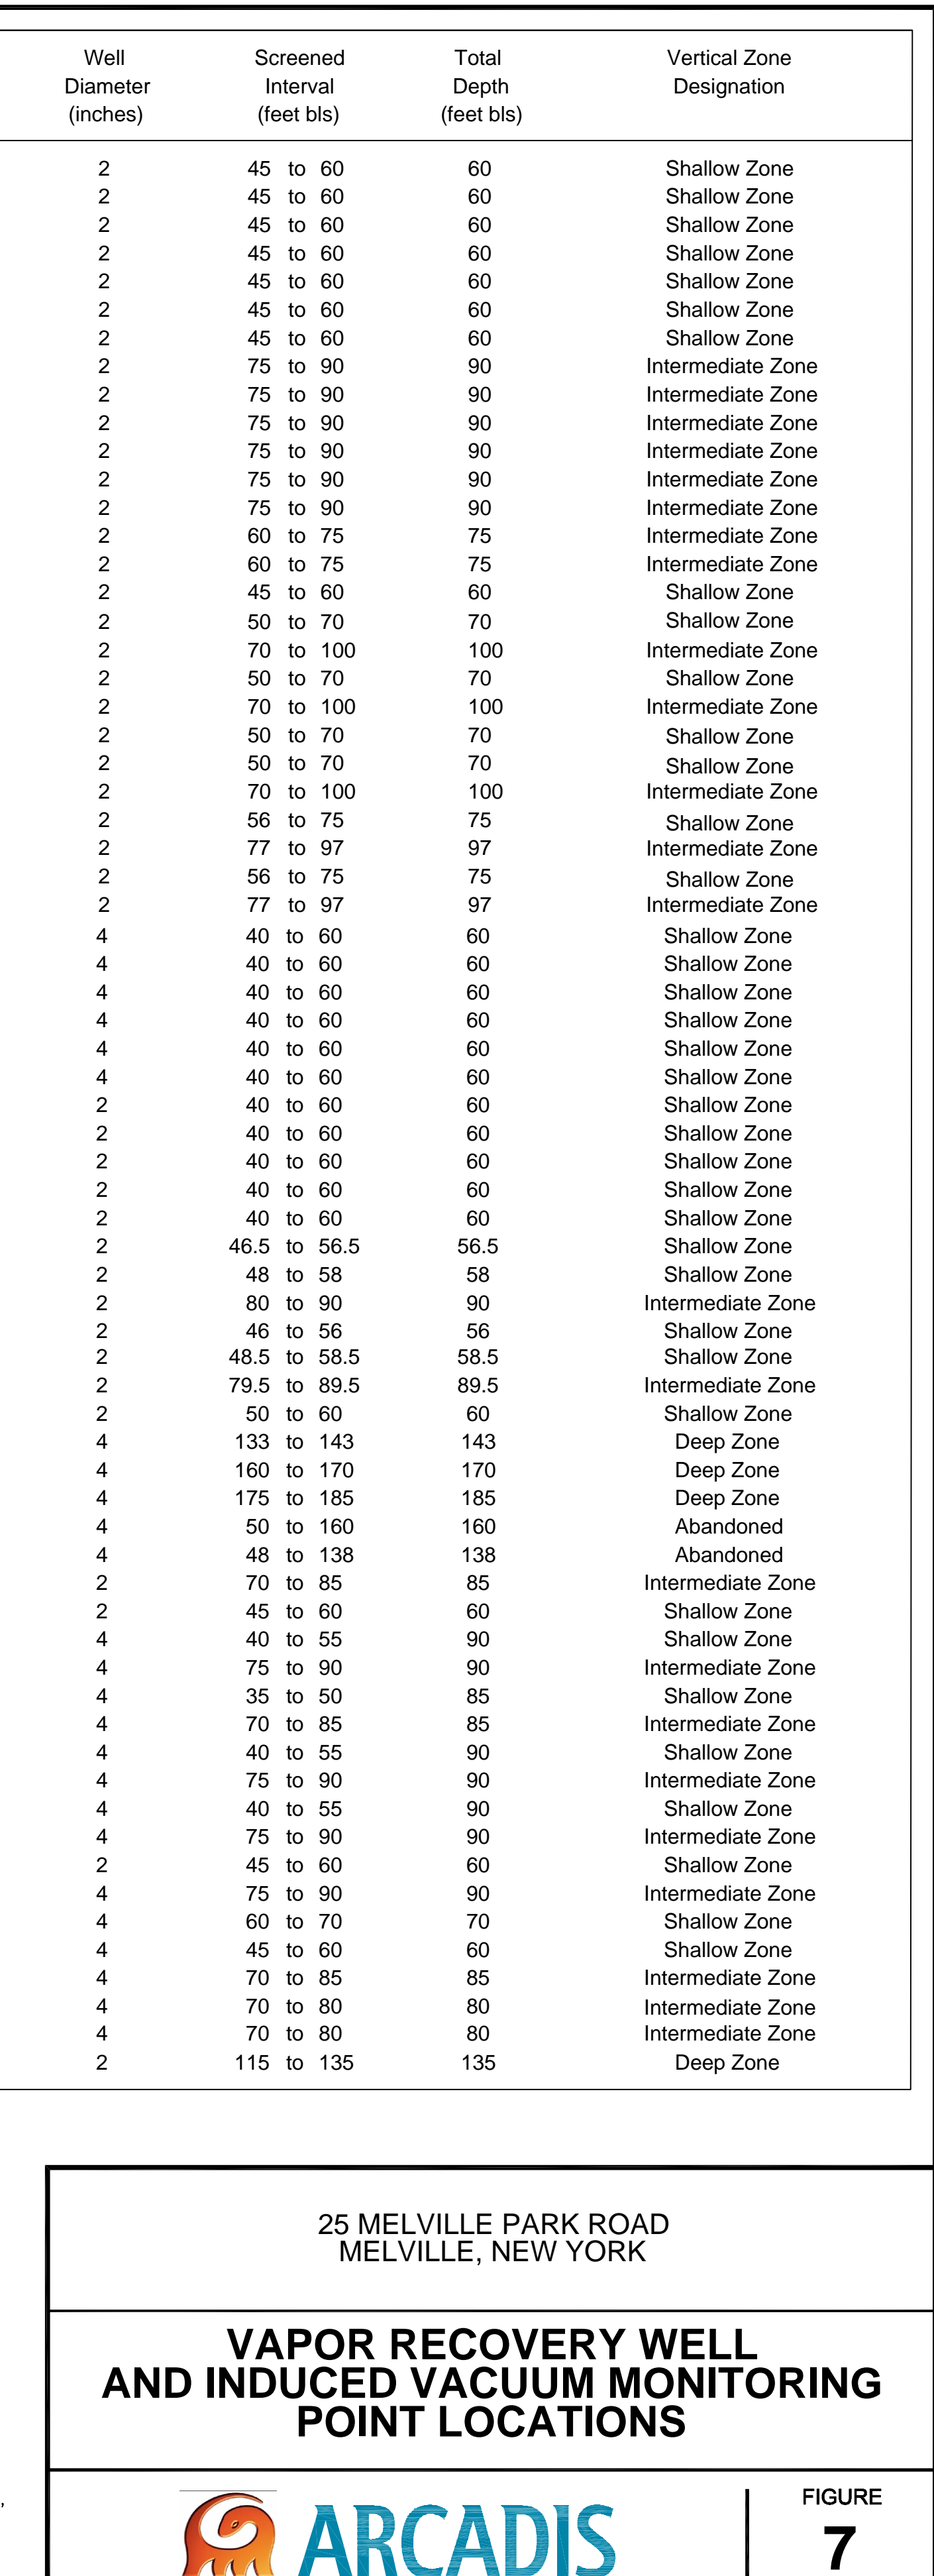 Well Screened Total Vertical Zone
Diameter Interval Depth Designation
(inches) (feet bls) (feet bls)
2 45 to 60 60 Shallow Zone
2 45 to 60 60 Shallow Zone
2 45 to 60 60 Shallow Zone
2 45 to 60 60 Shallow Zone
2 45 to 60 60 Shallow Zone
2 45 to 60 60 Shallow Zone
2 45 to 60 60 Shallow Zone
2 75 to 90 90 Intermediate Zone
2 75 to 90 90 Intermediate Zone
2 75 to 90 90 Intermediate Zone
2 75 to 90 90 Intermediate Zone
2 75 to 90 90 Intermediate Zone
2 75 to 90 90 Intermediate Zone
2 60 to 75 75 Intermediate Zone
2 60 to 75 75 Intermediate Zone
2 45 to 60 60 Shallow Zone
2 50 to 70 70 Shallow Zone
2 70 to 100 100 Intermediate Zone
2 50 to 70 70 Shallow Zone
2 70 to 100 100 Intermediate Zone
2 50 to 70 70 Shallow Zone
2 50 to 70 70 Shallow Zone
2 70 to 100 100 Intermediate Zone
2 56 to 75 75 Shallow Zone
2 77 to 97 97 Intermediate Zone
2 56 to 75 75 Shallow Zone
2 77 to 97 97 Intermediate Zone
4 40 to 60 60 Shallow Zone
4 40 to 60 60 Shallow Zone
4 40 to 60 60 Shallow Zone
4 40 to 60 60 Shallow Zone
4 40 to 60 60 Shallow Zone
4 40 to 60 60 Shallow Zone
2 40 to 60 60 Shallow Zone
2 40 to 60 60 Shallow Zone
2 40 to 60 60 Shallow Zone
2 40 to 60 60 Shallow Zone
2 40 to 60 60 Shallow Zone
2 46.5 to 56.5 56.5 Shallow Zone
2 48 to 58 58 Shallow Zone
2 80 to 90 90 Intermediate Zone
2 46 to 56 56 Shallow Zone
2 48.5 to 58.5 58.5 Shallow Zone
2 79.5 to 89.5 89.5 Intermediate Zone
2 50 to 60 60 Shallow Zone
4 133 to 143 143 Deep Zone
4 160 to 170 170 Deep Zone
4 175 to 185 185 Deep Zone
4 50 to 160 160 Abandoned
4 48 to 138 138 Abandoned
2 70 to 85 85 Intermediate Zone
2 45 to 60 60 Shallow Zone
4 40 to 55 90 Shallow Zone
4 75 to 90 90 Intermediate Zone
4 35 to 50 85 Shallow Zone
4 70 to 85 85 Intermediate Zone
4 40 to 55 90 Shallow Zone
4 75 to 90 90 Intermediate Zone
4 40 to 55 90 Shallow Zone
4 75 to 90 90 Intermediate Zone
2 45 to 60 60 Shallow Zone
4 75 to 90 90 Intermediate Zone
4 60 to 70 70 Shallow Zone
4 45 to 60 60 Shallow Zone
4 70 to 85 85 Intermediate Zone
4 70 to 80 80 Intermediate Zone
4 70 to 80 80 Intermediate Zone
2 115 to 135 135 Deep Zone
25 MELVILLE PARK ROAD
MELVILLE, NEW YORK
VAPOR RECOVERY WELL
AND INDUCED VACUUM MONITORING
POINT LOCATIONS
,
ARCADIS
FIGURE
7